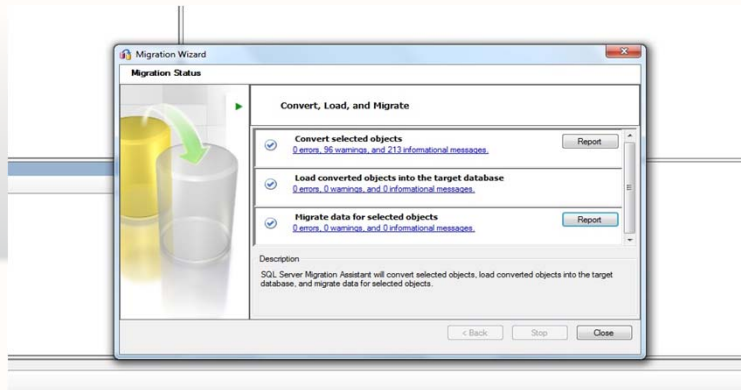 Migration Wizard
Migration Status
Convert, Load, and Migrate
Convert selected objects
0 errors, 96 warnings, and 213 informational messages.
Report
Load converted objects into the target database
0 errors, 0 warnings, and 0 informational messages.
Migrate data for selected objects
0 errors, 0 warnings, and 0 informational messages.
Report
Description
SQL Server Migration Assistant will convert selected objects, load converted objects into the target
database, and migrate data for selected objects.
< Back
Stop
Close